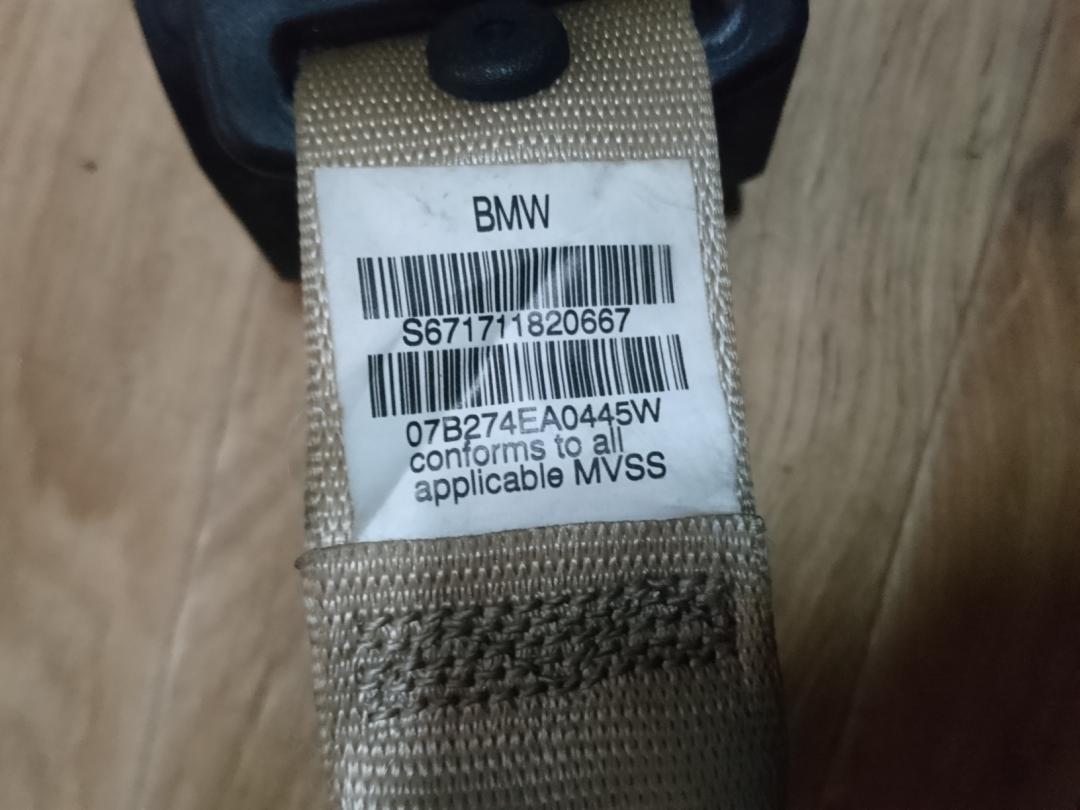 BMW
S671711820667
07B274EA0445W
conforms to all
applicable MVSS